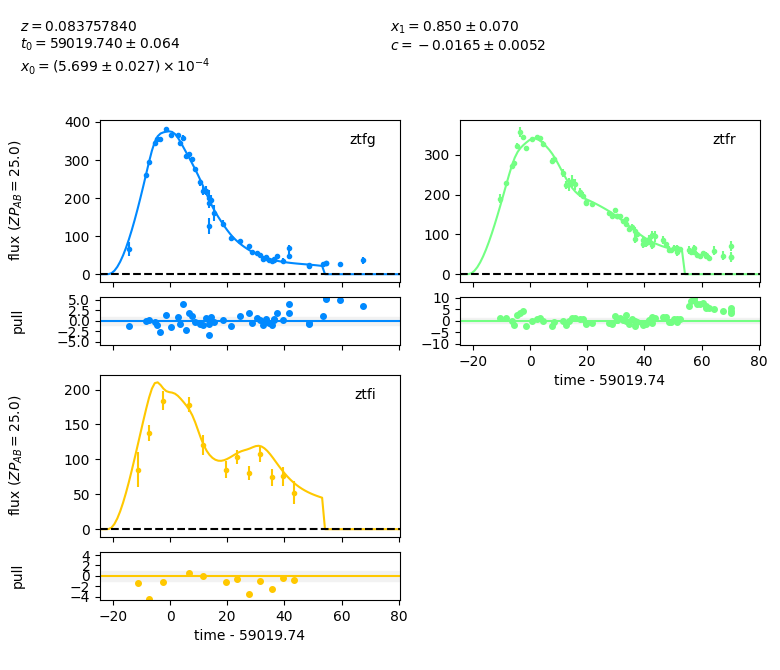 z = 0.083757840
t₀ = 59019.740 ± 0.064
x₀ = (5.699 ± 0.027) × 10⁻⁴
x₁ = 0.850 ± 0.070
c = −0.0165 ± 0.0052
flux (ZP_AB = 25.0)
400
300
200
100
0
ztfg
pull
5.0
2.5
0.0
−2.5
−5.0
300
200
100
0
ztfr
10
5
0
−5
−10
−20 0 20 40 60 80
time - 59019.74
flux (ZP_AB = 25.0)
200
150
100
50
0
ztfi
pull
4
2
0
−2
−4
−20 0 20 40 60 80
time - 59019.74